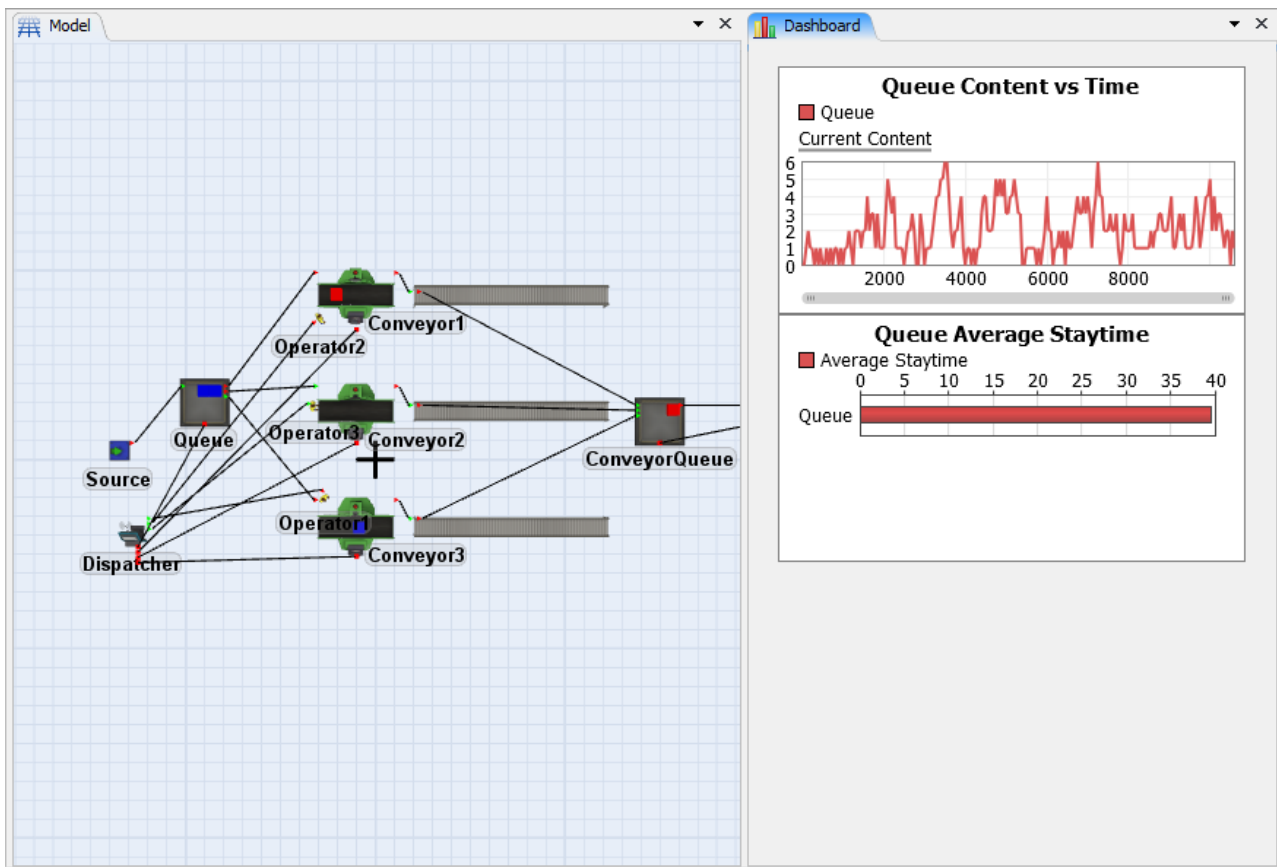 Model
Dashboard
Queue Content vs Time
Queue
Current Content
6
5
4
3
2
1
0
2000 4000 6000 8000
Queue Average Staytime
Average Staytime
0 5 10 15 20 25 30 35 40
Queue
Conveyor1
Operator2
Queue
Operator3
Conveyor2
ConveyorQueue
Source
Operator1
Conveyor3
Dispatcher